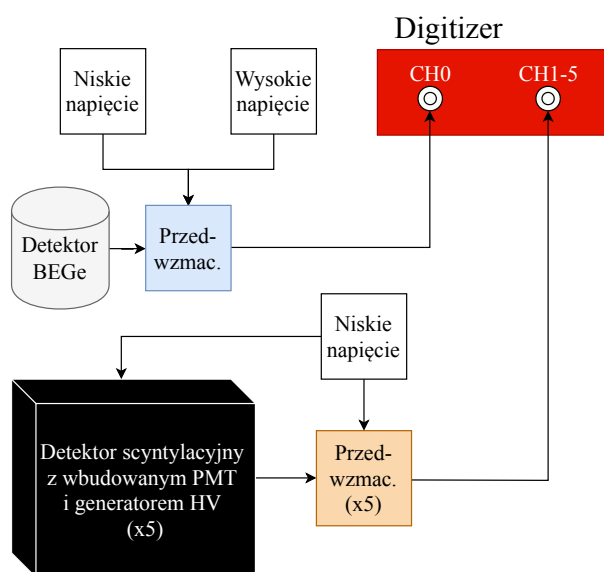 Digitizer
CH0
CH1-5
Niskie
napięcie
Wysokie
napięcie
Detektor
BEGe
Przed-
wzmac.
Niskie
napięcie
Detektor scyntylacyjny
z wbudowanym PMT
i generatorem HV
(x5)
Przed-
wzmac.
(x5)